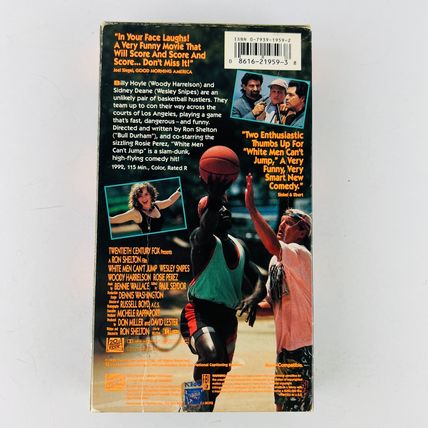 "In Your Face Laughs!
A Very Funny Movie That
Will Score And Score And
Score... Don't Miss It!"
Joel Siegel, GOOD MORNING AMERICA
ISBN 0-7939-1959-2
0 8616-21959-3 8
Billy Hoyle (Woody Harrelson) and
Sidney Deane (Wesley Snipes) are an
unlikely pair of basketball hustlers. They
team up to con their way across the
courts of Los Angeles, playing a game
that's fast, dangerous – and funny.
Directed and written by Ron Shelton
("Bull Durham"), and co-starring the
sizzling Rosie Perez, "White Men
Can't Jump" is a slam-dunk,
high-flying comedy hit!
1992, 115 Min., Color, Rated R
"Two Enthusiastic
Thumbs Up For
"White Men Can't
Jump," A Very
Funny, Very
Smart New
Comedy."
Siskel & Ebert
TWENTIETH CENTURY FOX Presents
A RON SHELTON Film
WHITE MEN CAN'T JUMP WESLEY SNIPES
WOODY HARRELSON ROSIE PEREZ
BENNIE WALLACE PAUL SEYDOR
DENNIS WASHINGTON
RUSSELL BOYD, A.C.S.
MICHELE RAPPAPORT
DON MILLER and DAVID LESTER
RON SHELTON